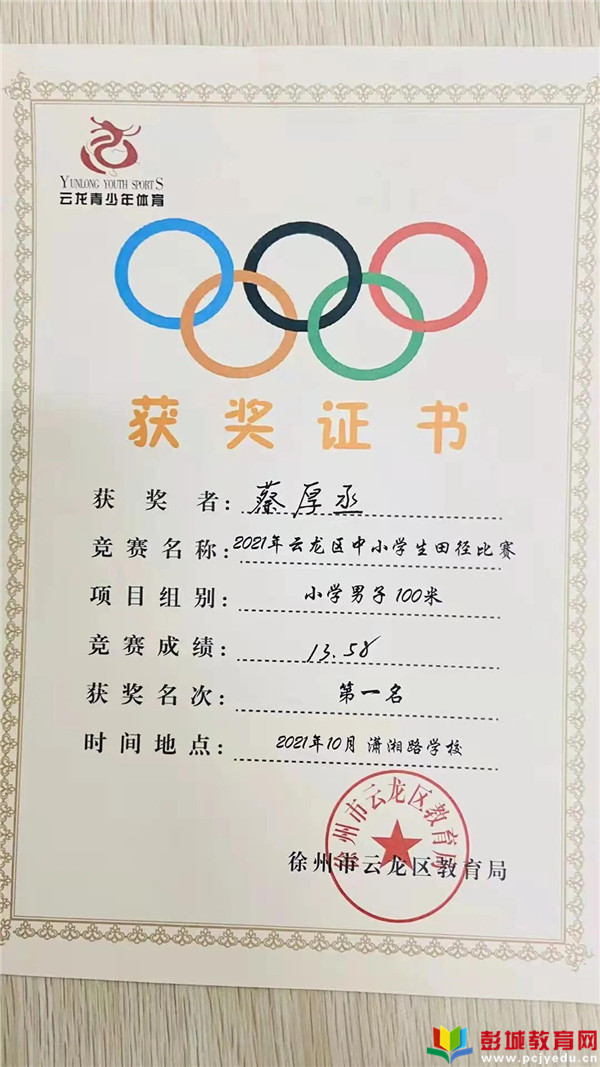 YUNLONG YOUTH SPORTS
云龙青少年体育
获奖证书
获奖者: 蔡厚丞
竞赛名称: 2021年云龙区中小学生田径比赛
项目组别: 小学男子100米
竞赛成绩: 13.58
获奖名次: 第一名
时间地点: 2021年10月 潇湘路学校
徐州市云龙区教育局
徐州市云龙区教育局
彭城教育网
www.pcjyedu.cn